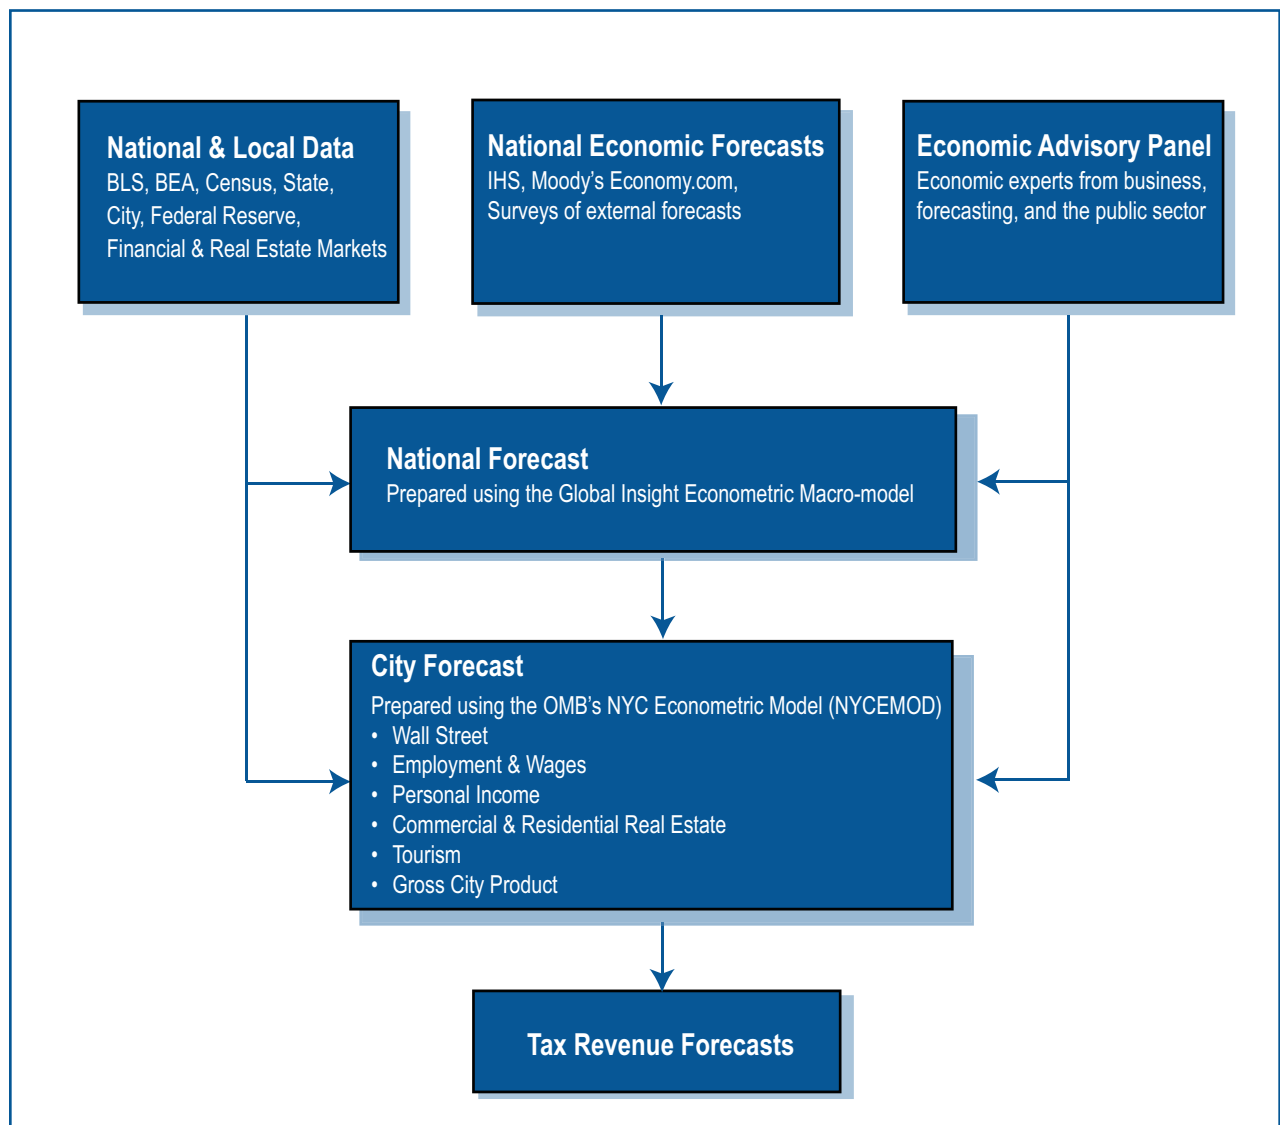 National & Local Data
BLS, BEA, Census, State,
City, Federal Reserve,
Financial & Real Estate Markets
National Economic Forecasts
IHS, Moody’s Economy.com,
Surveys of external forecasts
Economic Advisory Panel
Economic experts from business,
forecasting, and the public sector
National Forecast
Prepared using the Global Insight Econometric Macro-model
City Forecast
Prepared using the OMB’s NYC Econometric Model (NYCEMOD)
• Wall Street
• Employment & Wages
• Personal Income
• Commercial & Residential Real Estate
• Tourism
• Gross City Product
Tax Revenue Forecasts